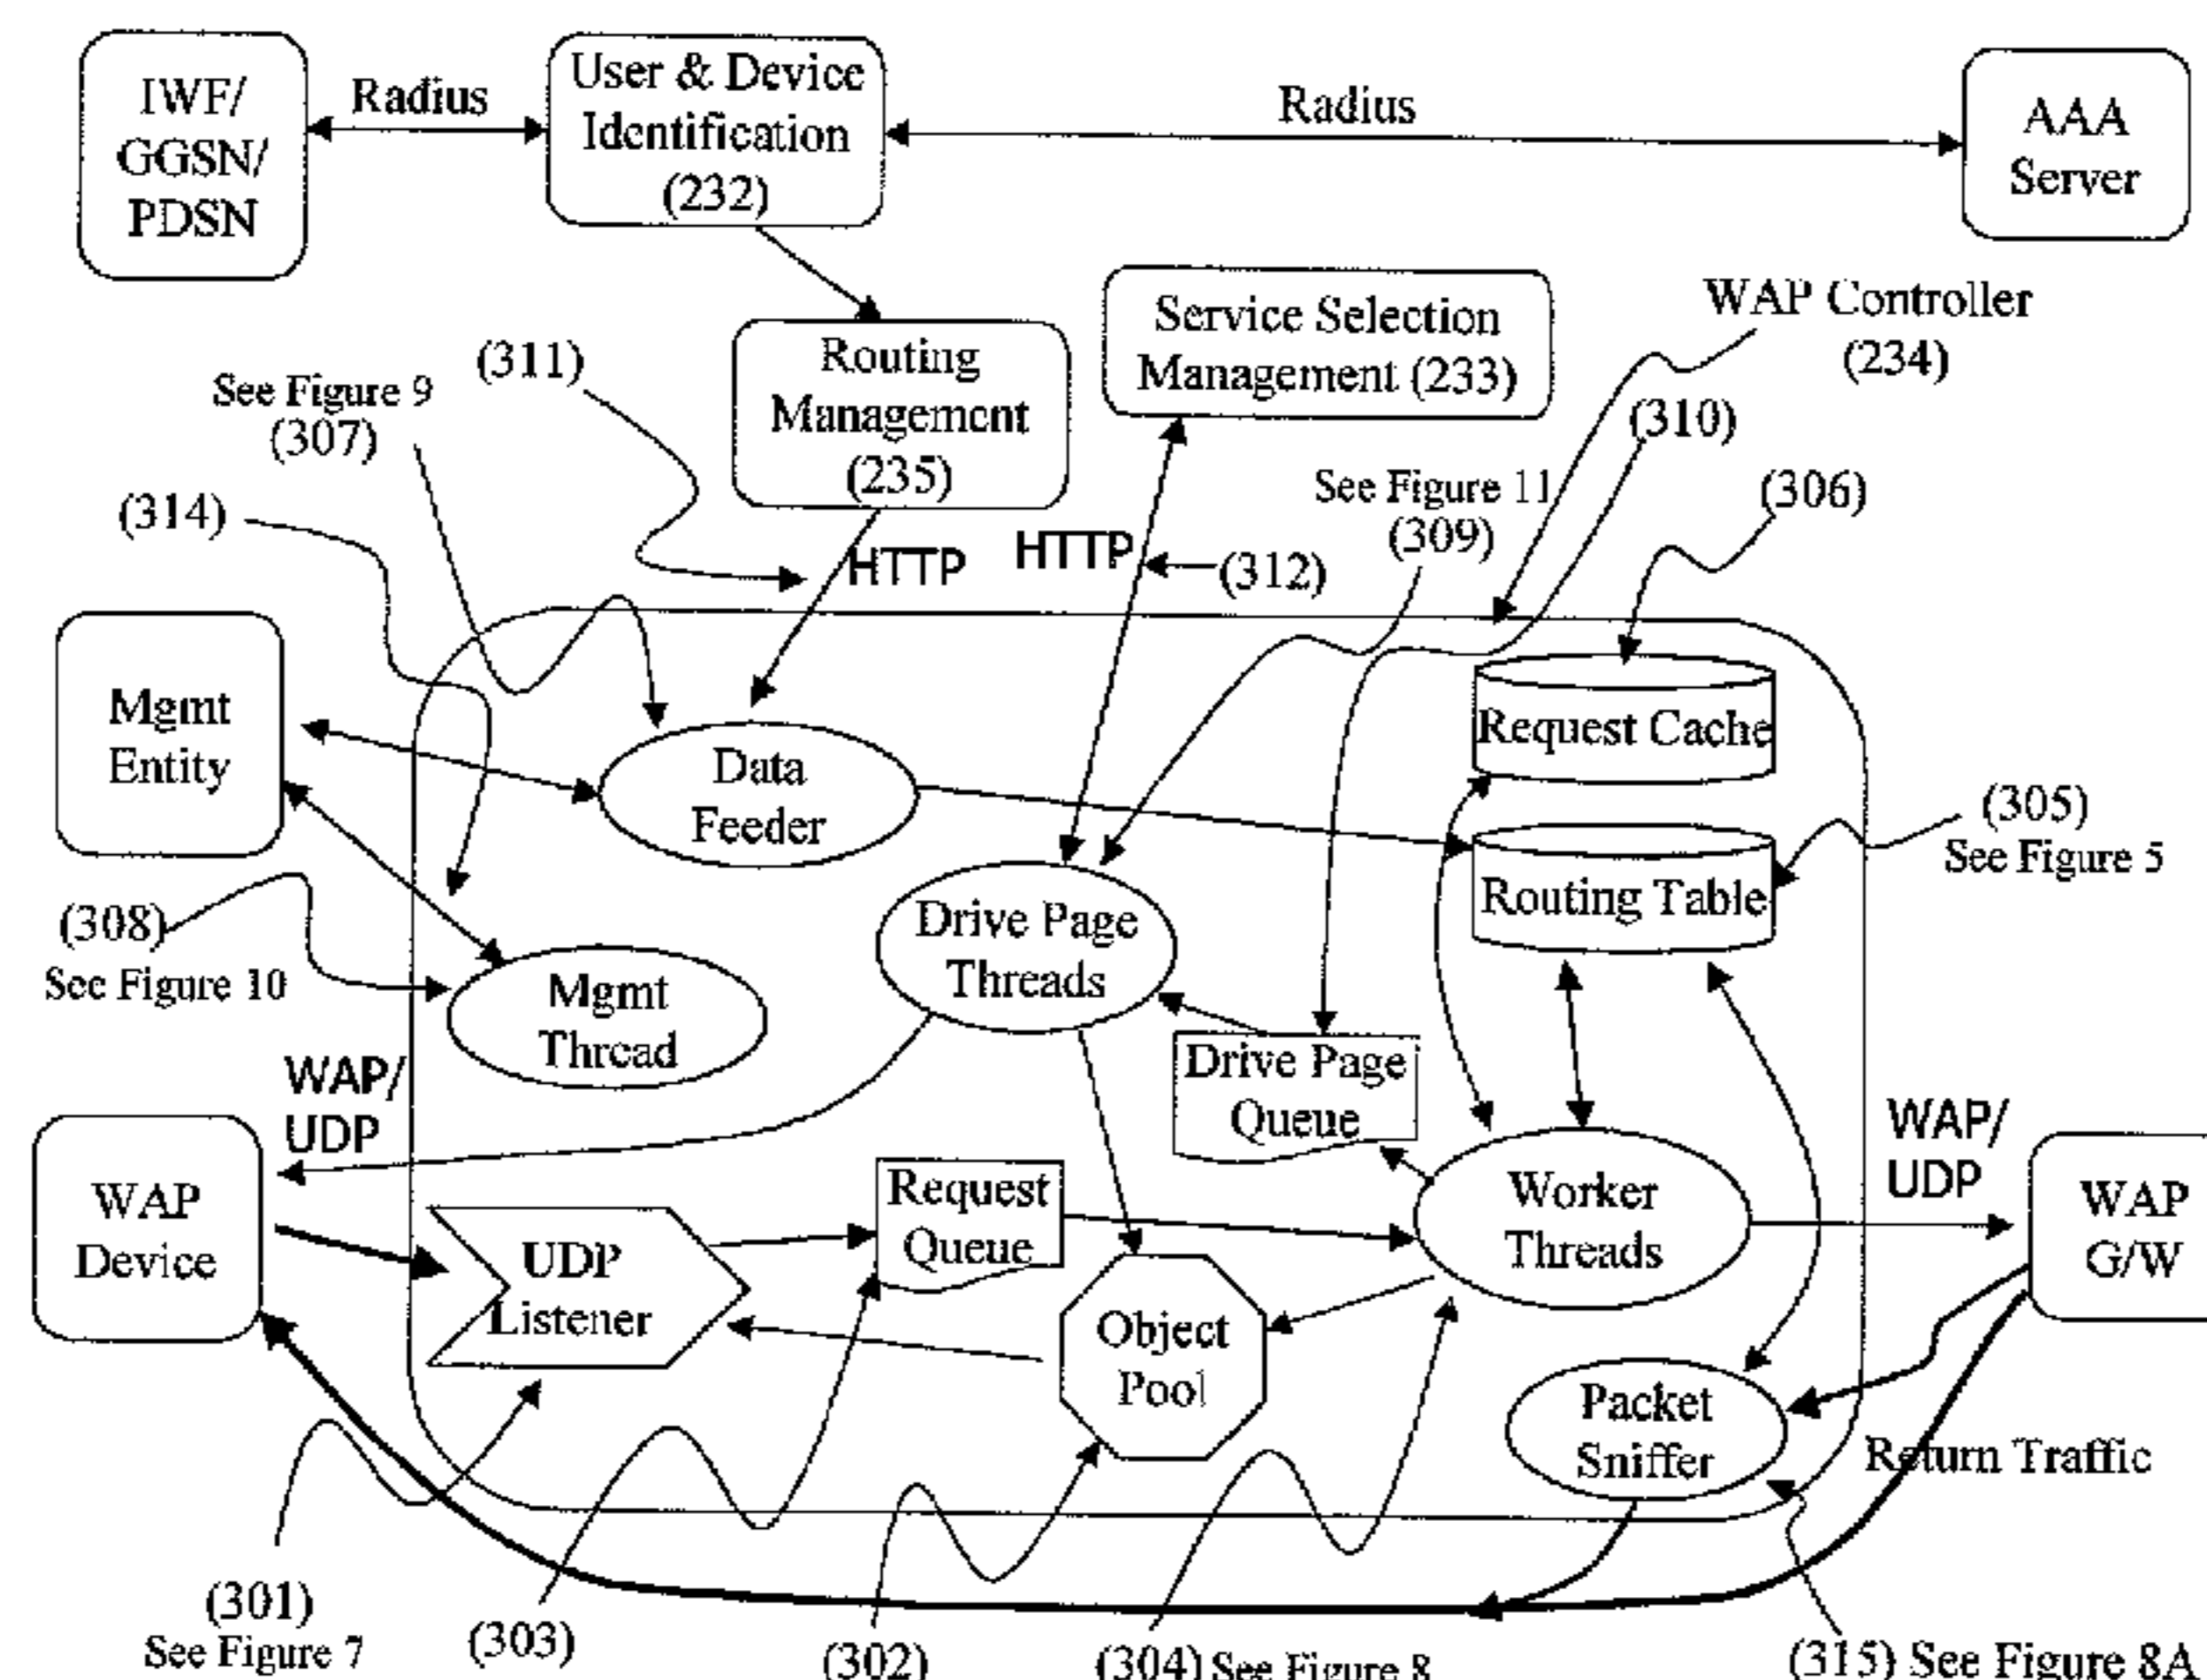 IWF/
GGSN/
PDSN
Radius
User & Device
Identification
(232)
Radius
AAA
Server
Service Selection
Management (233)
WAP Controller
(234)
Routing
Management
(235)
(311)
See Figure 9
(307)
(310)
See Figure 11
(309)
(306)
(314)
HTTP
HTTP
(312)
Mgmt
Entity
Data
Feeder
Request Cache
(305)
See Figure 5
Routing Table
(308)
See Figure 10
Drive Page
Threads
Mgmt
Thread
Drive Page
Queue
WAP/
UDP
WAP/
UDP
WAP
Device
UDP
Listener
Request
Queue
Worker
Threads
WAP
G/W
Object
Pool
Packet
Sniffer
Return Traffic
(301)
See Figure 7
(303)
(302)
(304) See Figure 8
(315) See Figure 8A